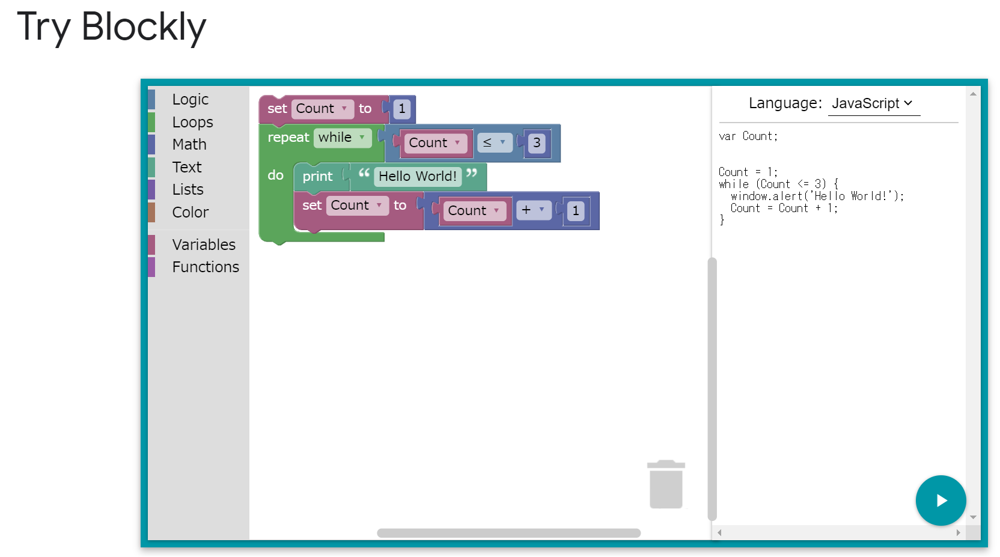 Try Blockly
Logic
Loops
Math
Text
Lists
Color
Variables
Functions
set Count to 1
repeat while Count ≤ 3
do print “ Hello World! ”
set Count to Count + 1
Language: JavaScript
var Count;
Count = 1;
while (Count <= 3) {
window.alert('Hello World!');
Count = Count + 1;
}